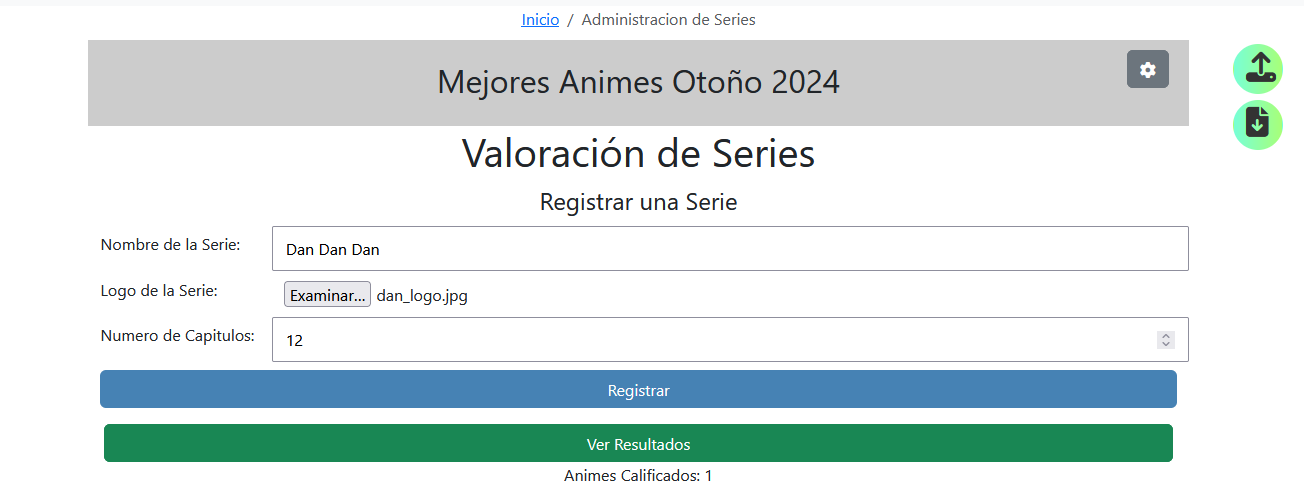 Inicio / Administracion de Series
Mejores Animes Otoño 2024
Valoración de Series
Registrar una Serie
Nombre de la Serie: Dan Dan Dan
Logo de la Serie: Examinar... dan_logo.jpg
Numero de Capitulos: 12
Registrar
Ver Resultados
Animes Calificados: 1